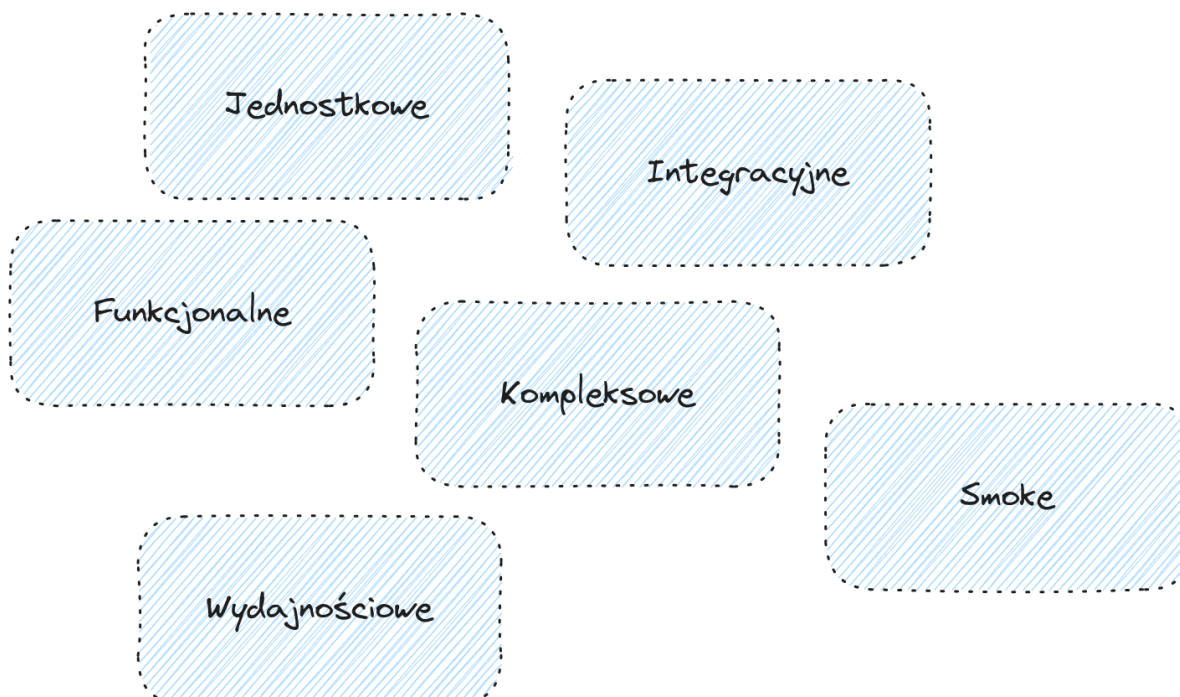 Jednostkowe
Integracyjne
Funkcjonalne
Kompleksowe
Smoke
Wydajnościowe